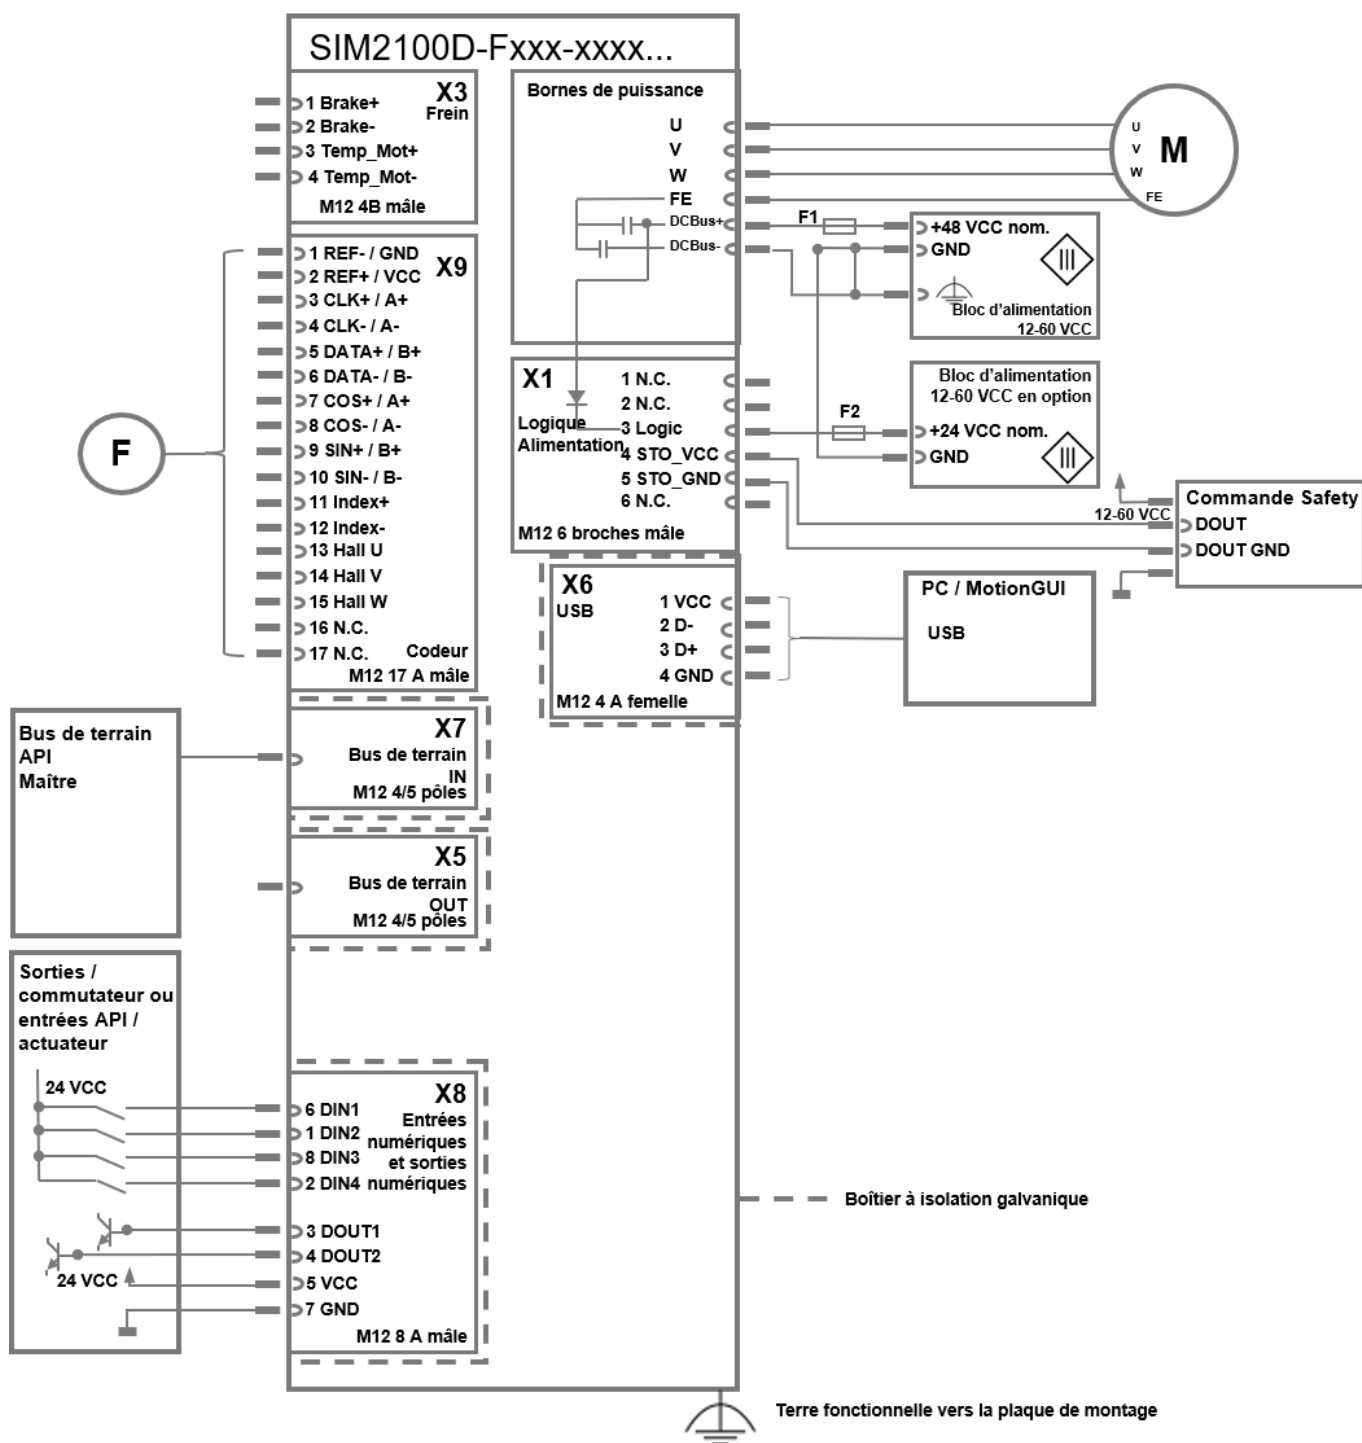 SIM2100D-Fxxx-xxxx...
X3
Frein
1 Brake+
2 Brake-
3 Temp_Mot+
4 Temp_Mot-
M12 4B mâle
X9
1 REF- / GND
2 REF+ / VCC
3 CLK+ / A+
4 CLK- / A-
5 DATA+ / B+
6 DATA- / B-
7 COS+ / A+
8 COS- / A-
9 SIN+ / B+
10 SIN- / B-
11 Index+
12 Index-
13 Hall U
14 Hall V
15 Hall W
16 N.C.
17 N.C.
Codeur
M12 17 A mâle
F
Bornes de puissance
U
V
W
FE
DCBus+
DCBus-
U
V
W
FE
M
F1
+48 VCC nom.
GND
Bloc d'alimentation
12-60 VCC
X1
Logique
Alimentation
1 N.C.
2 N.C.
3 Logic
4 STO_VCC
5 STO_GND
6 N.C.
M12 6 broches mâle
F2
Bloc d'alimentation
12-60 VCC en option
+24 VCC nom.
GND
12-60 VCC
Commande Safety
DOUT
DOUT GND
X6
USB
1 VCC
2 D-
3 D+
4 GND
M12 4 A femelle
PC / MotionGUI
USB
Bus de terrain
API
Maître
X7
Bus de terrain
IN
M12 4/5 pôles
X5
Bus de terrain
OUT
M12 4/5 pôles
Sorties /
commutateur ou
entrées API /
actuateur
24 VCC
24 VCC
X8
Entrées
numériques
et sorties
numériques
6 DIN1
1 DIN2
8 DIN3
2 DIN4
3 DOUT1
4 DOUT2
5 VCC
7 GND
M12 8 A mâle
Boîtier à isolation galvanique
Terre fonctionnelle vers la plaque de montage